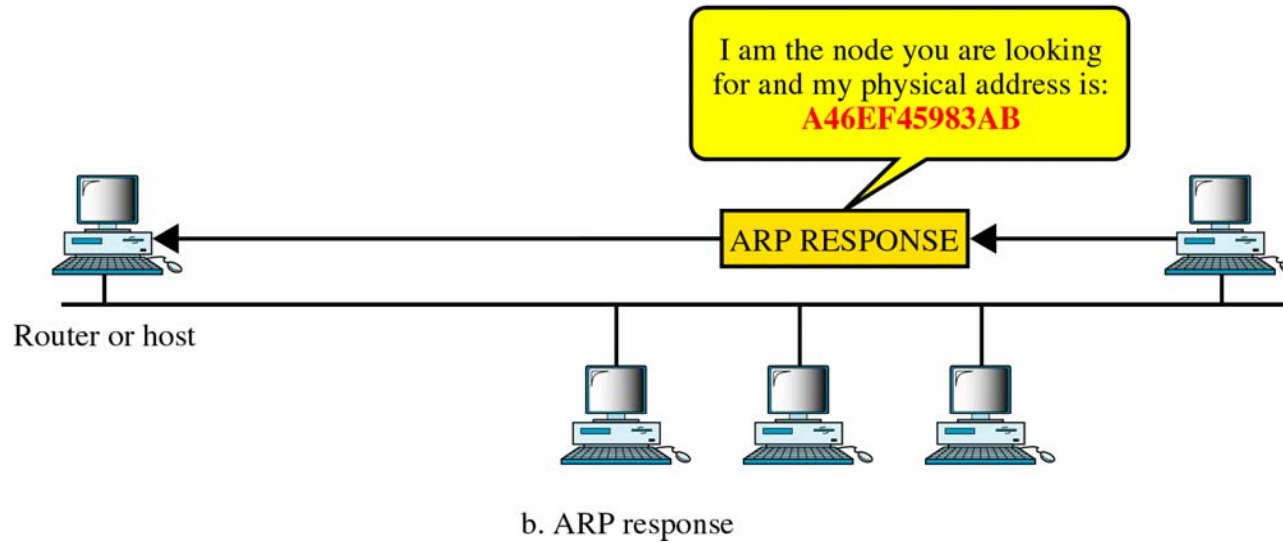 I am the node you are looking
for and my physical address is:
A46EF45983AB
ARP RESPONSE
Router or host
b. ARP response